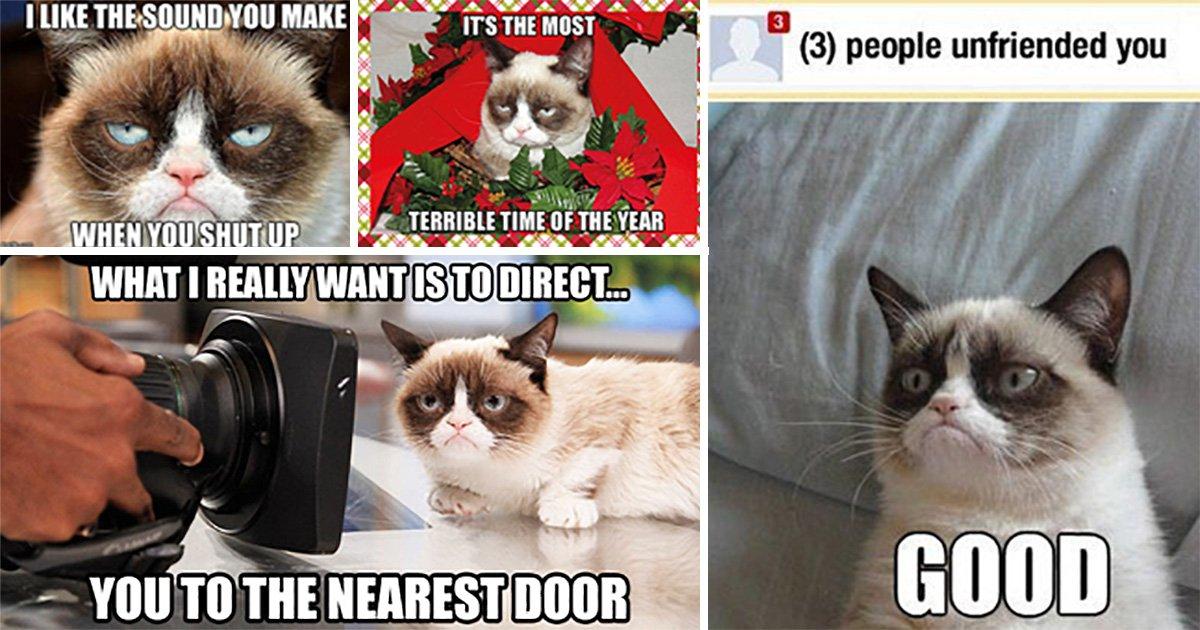 I LIKE THE SOUND YOU MAKE
WHEN YOU SHUT UP
IT'S THE MOST
TERRIBLE TIME OF THE YEAR
3
(3) people unfriended you
GOOD
WHAT I REALLY WANT IS TO DIRECT...
YOU TO THE NEAREST DOOR